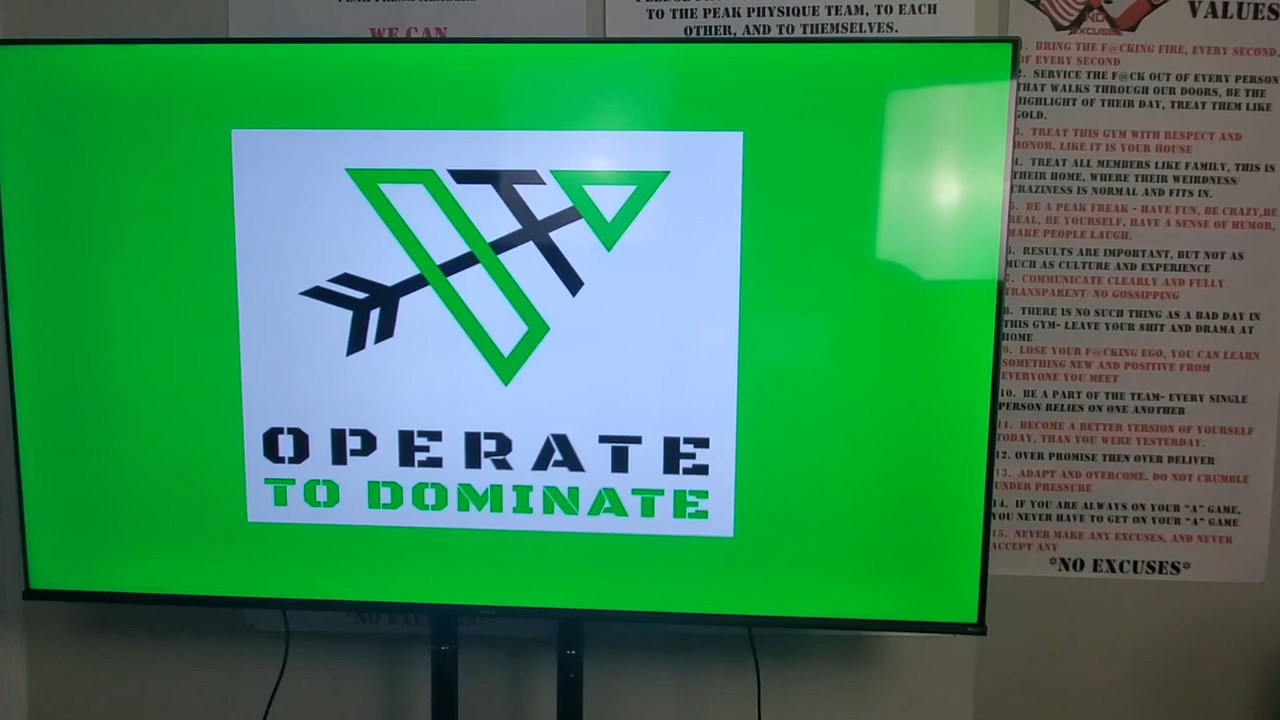 PEAK PHYSIQUE MEMBERS
WE CAN
TO THE PEAK PHYSIQUE TEAM, TO EACH
OTHER, AND TO THEMSELVES.
NO
EXCUSES
VALUES
1. BRING THE F@CKING FIRE, EVERY SECOND,
OF EVERY SECOND
2. SERVICE THE F@CK OUT OF EVERY PERSON
THAT WALKS THROUGH OUR DOORS, BE THE
HIGHLIGHT OF THEIR DAY, TREAT THEM LIKE
GOLD.
3. TREAT THIS GYM WITH RESPECT AND
HONOR, LIKE IT IS YOUR HOUSE
4. TREAT ALL MEMBERS LIKE FAMILY, THIS IS
THEIR HOME, WHERE THEIR WEIRDNESS/
CRAZINESS IS NORMAL AND FITS IN.
5. BE A PEAK FREAK - HAVE FUN, BE CRAZY,BE
REAL, BE YOURSELF, HAVE A SENSE OF HUMOR,
MAKE PEOPLE LAUGH.
6. RESULTS ARE IMPORTANT, BUT NOT AS
MUCH AS CULTURE AND EXPERIENCE
7. COMMUNICATE CLEARLY AND FULLY
TRANSPARENT/ NO GOSSIPPING
8. THERE IS NO SUCH THING AS A BAD DAY IN
THIS GYM- LEAVE YOUR $HIT AND DRAMA AT
HOME
9. LOSE YOUR F@CKING EGO, YOU CAN LEARN
SOMETHING NEW AND POSITIVE FROM
EVERYONE YOU MEET
10. BE A PART OF THE TEAM- EVERY SINGLE
PERSON RELIES ON ONE ANOTHER
11. BECOME A BETTER VERSION OF YOURSELF
TODAY, THAN YOU WERE YESTERDAY.
12. OVER PROMISE THEN OVER DELIVER
13. ADAPT AND OVERCOME. DO NOT CRUMBLE
UNDER PRESSURE
14. IF YOU ARE ALWAYS ON YOUR "A" GAME,
YOU NEVER HAVE TO GET ON YOUR "A" GAME
15. NEVER MAKE ANY EXCUSES, AND NEVER
ACCEPT ANY
*NO EXCUSES*
OPERATE
TO DOMINATE
*NO EXCUSES*